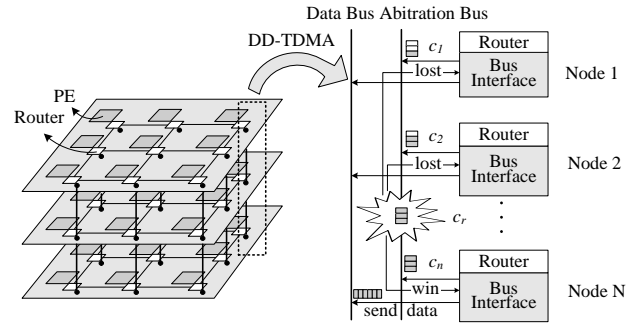 Data Bus Abitration Bus
DD-TDMA
PE
Router
c1
Router
lost
Bus
Interface
Node 1
c2
Router
lost
Bus
Interface
Node 2
cr
cn
Router
win
Bus
Interface
Node N
send data